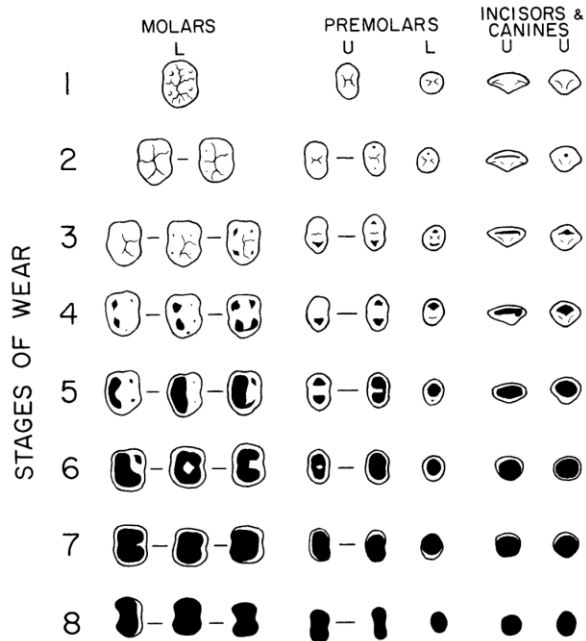 MOLARS
L
PREMOLARS
U L
INCISORS &
CANINES
U U
STAGES OF WEAR
1
2
3
4
5
6
7
8